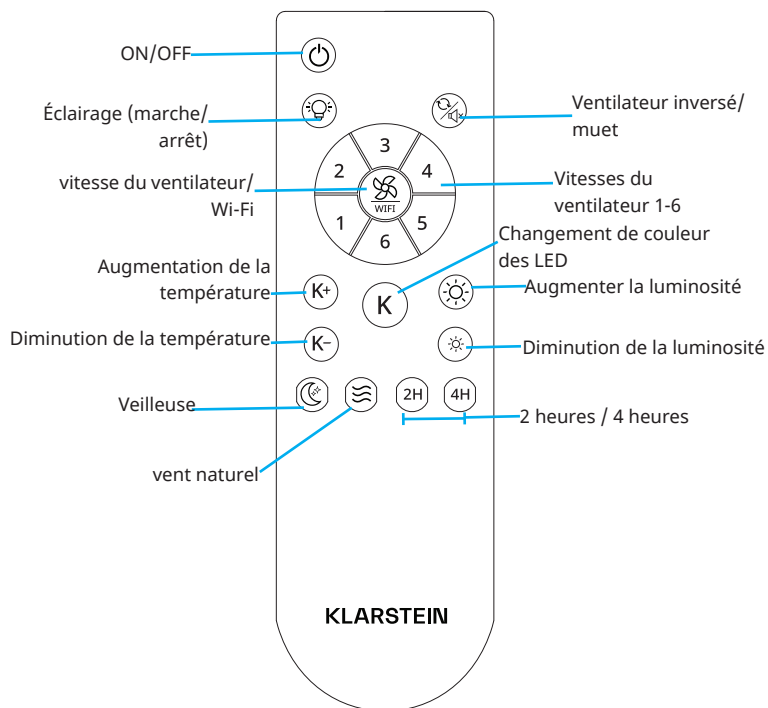 ON/OFF
Éclairage (marche/
arrêt)
Ventilateur inversé/
muet
vitesse du ventilateur/
Wi-Fi
3
2
4
WIFI
1
5
6
Vitesses du
ventilateur 1-6
Changement de couleur
des LED
Augmentation de la
température
K+
K
Augmenter la luminosité
Diminution de la température
K−
Diminution de la luminosité
Veilleuse
2H
4H
2 heures / 4 heures
vent naturel
KLARSTEIN